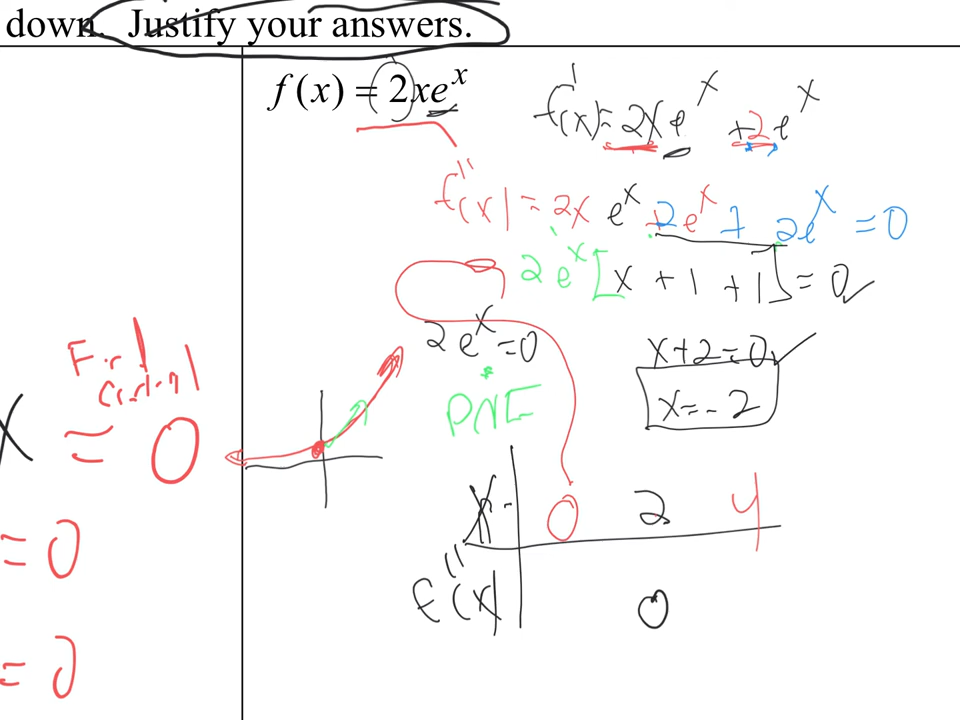 down. Justify your answers.
f(x) = 2xe^x
f'(x) = 2xe^x + 2e^x
f''(x) = 2x e^x + 2e^x + 2e^x = 0
2e^x [x + 1 + 1] = 0
2e^x = 0
x + 2 = 0
DNE
x = -2
x = 0
= 0
= 0
x 0 2 4
f''(x) 0